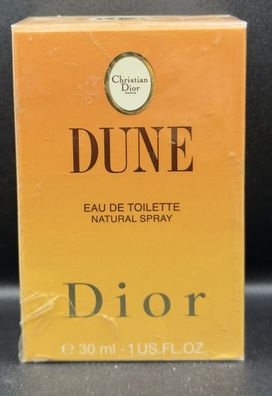 Christian
Dior
PARIS
DUNE
EAU DE TOILETTE
NATURAL SPRAY
Dior
℮ 30 ml - 1 US.FL.OZ.